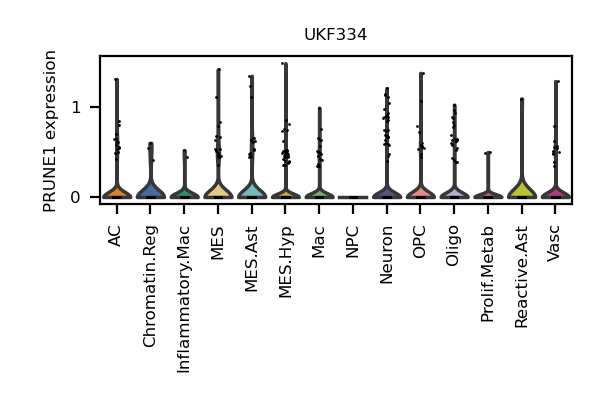 UKF334
PRUNE1 expression
1
0
AC
Chromatin.Reg
Inflammatory.Mac
MES
MES.Ast
MES.Hyp
Mac
NPC
Neuron
OPC
Oligo
Prolif.Metab
Reactive.Ast
Vasc